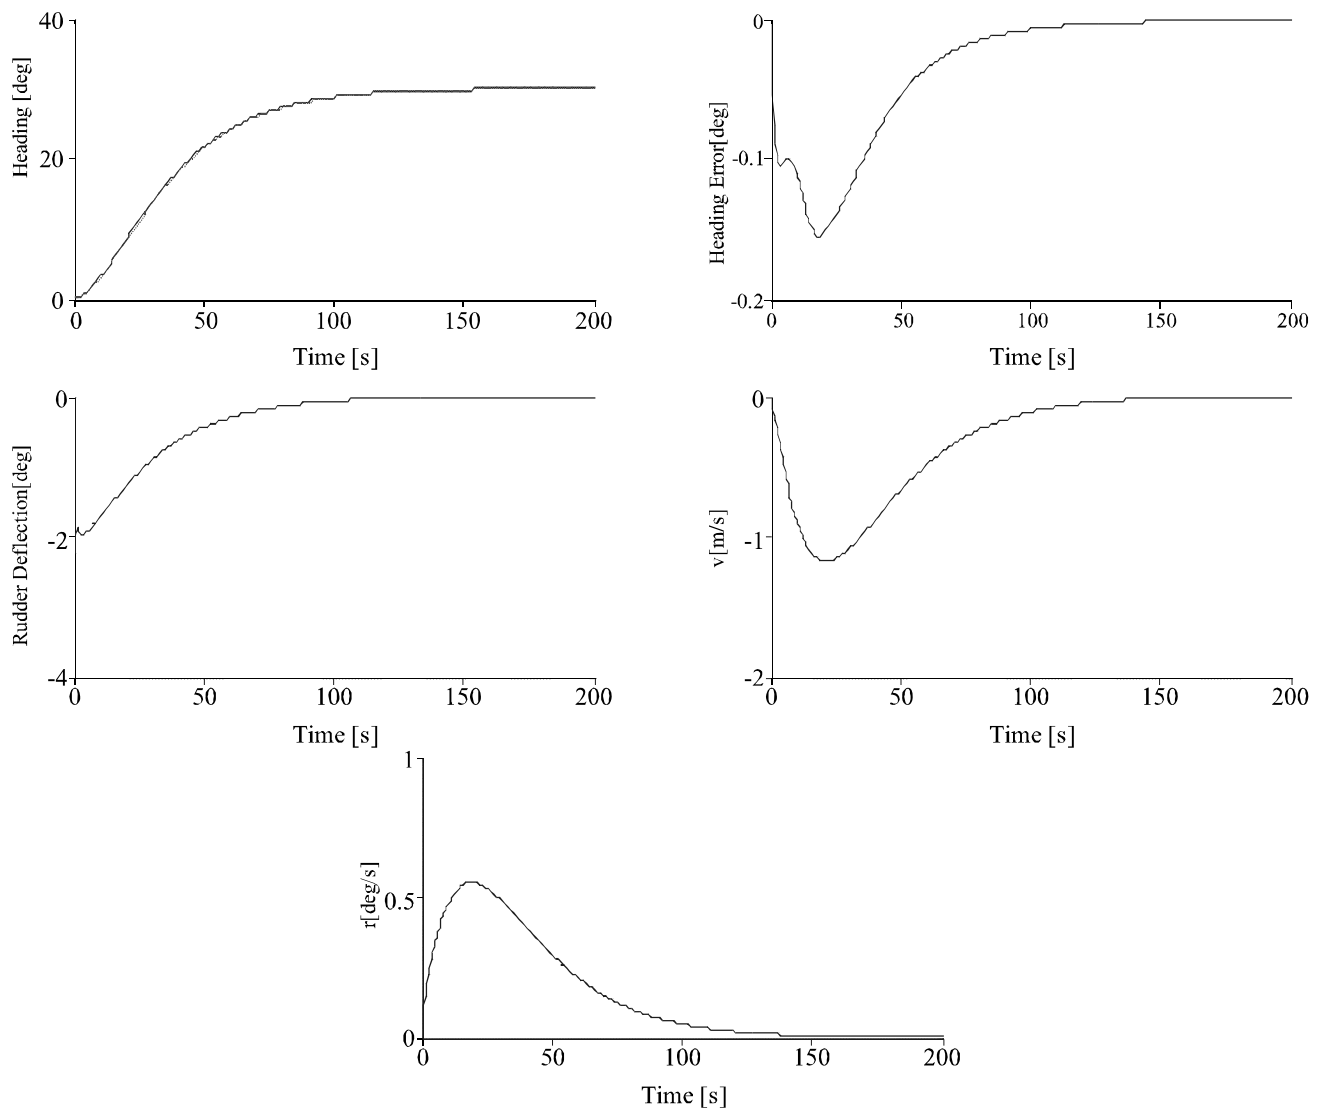 40
20
0
0 50 100 150 200
Heading [deg]
Time [s]
0
-0.1
-0.2
0 50 100 150 200
Heading Error[deg]
Time [s]
0
-2
-4
0 50 100 150 200
Rudder Deflection[deg]
Time [s]
0
-1
-2
0 50 100 150 200
v[m/s]
Time [s]
1
0.5
0
0 50 100 150 200
r[deg/s]
Time [s]